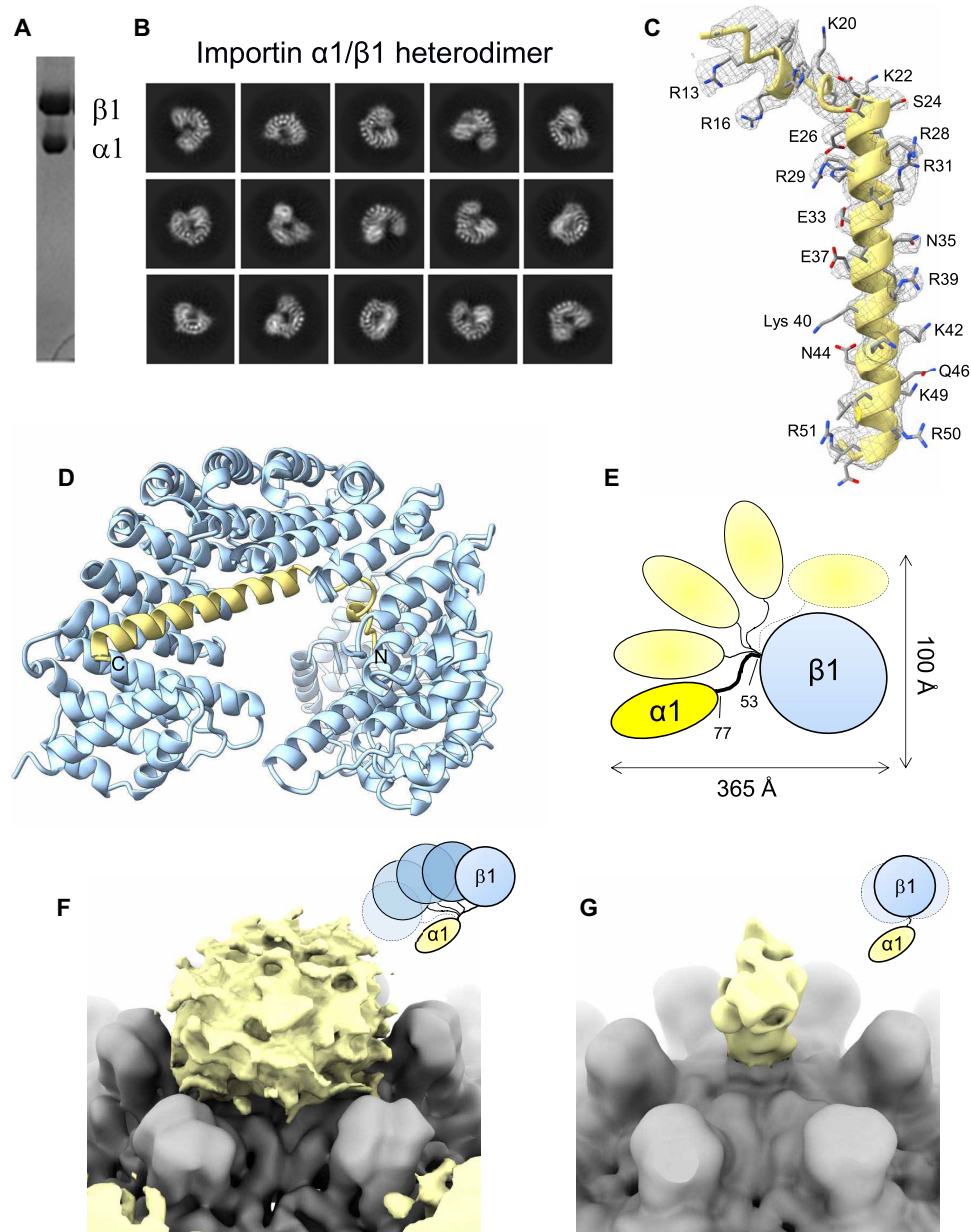 A
β1
α1
B
Importin α1/β1 heterodimer
C
K20
R13
K22
S24
R16
E26
R28
R31
R29
E33
N35
E37
R39
Lys 40
K42
N44
Q46
K49
R51
R50
D
C
N
E
β1
α1
53
77
100 Å
365 Å
F
β1
α1
G
β1
α1